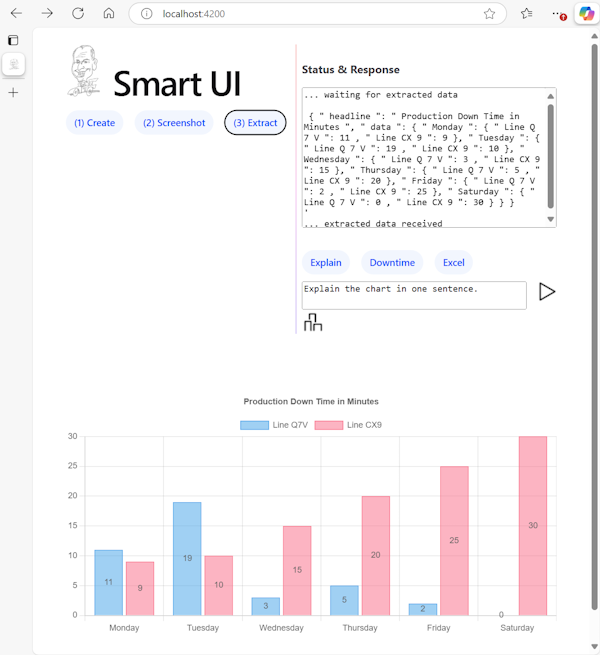 localhost:4200
Smart UI
(1) Create
(2) Screenshot
(3) Extract
Status & Response
... waiting for extracted data
{ " headline ": " Production Down Time in
Minutes ", " data ": { " Monday ": { " Line Q
7 V ": 11 , " Line CX 9 ": 9 }, " Tuesday ": {
" Line Q 7 V ": 19 , " Line CX 9 ": 10 }, "
Wednesday ": { " Line Q 7 V ": 3 , " Line CX 9
": 15 }, " Thursday ": { " Line Q 7 V ": 5 , "
Line CX 9 ": 20 }, " Friday ": { " Line Q 7 V
": 2 , " Line CX 9 ": 25 }, " Saturday ": { "
Line Q 7 V ": 0 , " Line CX 9 ": 30 } } }
'
... extracted data received
Explain
Downtime
Excel
Explain the chart in one sentence.
Production Down Time in Minutes
Line Q7V
Line CX9
30
25
20
15
10
5
0
11
9
19
10
3
15
5
20
2
25
0
30
Monday
Tuesday
Wednesday
Thursday
Friday
Saturday